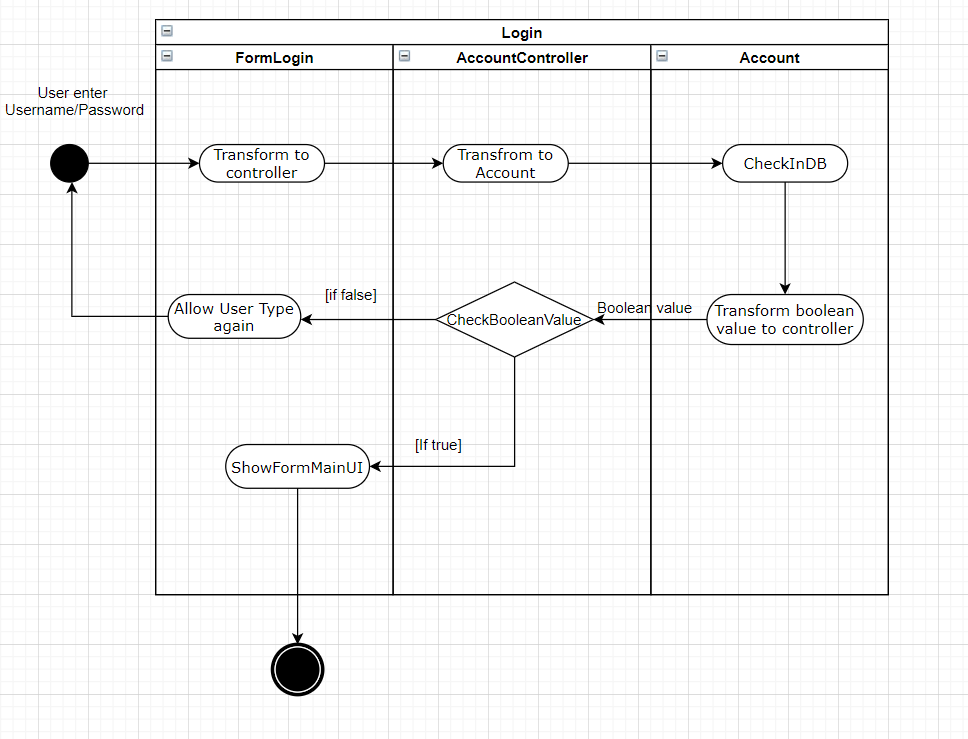 Login
FormLogin
AccountController
Account
User enter
Username/Password
Transform to
controller
Transfrom to
Account
CheckInDB
Allow User Type
again
[if false]
CheckBooleanValue
Boolean value
Transform boolean
value to controller
[If true]
ShowFormMainUI